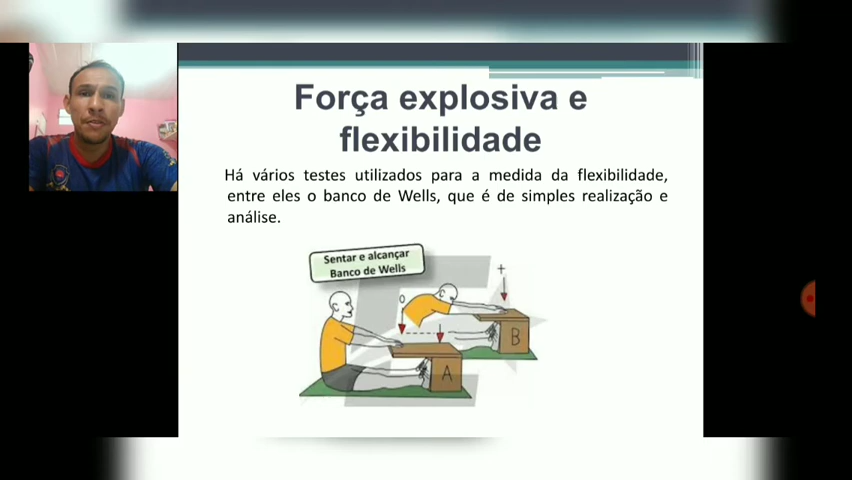 Força explosiva e
flexibilidade
Há vários testes utilizados para a medida da flexibilidade,
entre eles o banco de Wells, que é de simples realização e
análise.
Sentar e alcançar
Banco de Wells
0
+
A
B